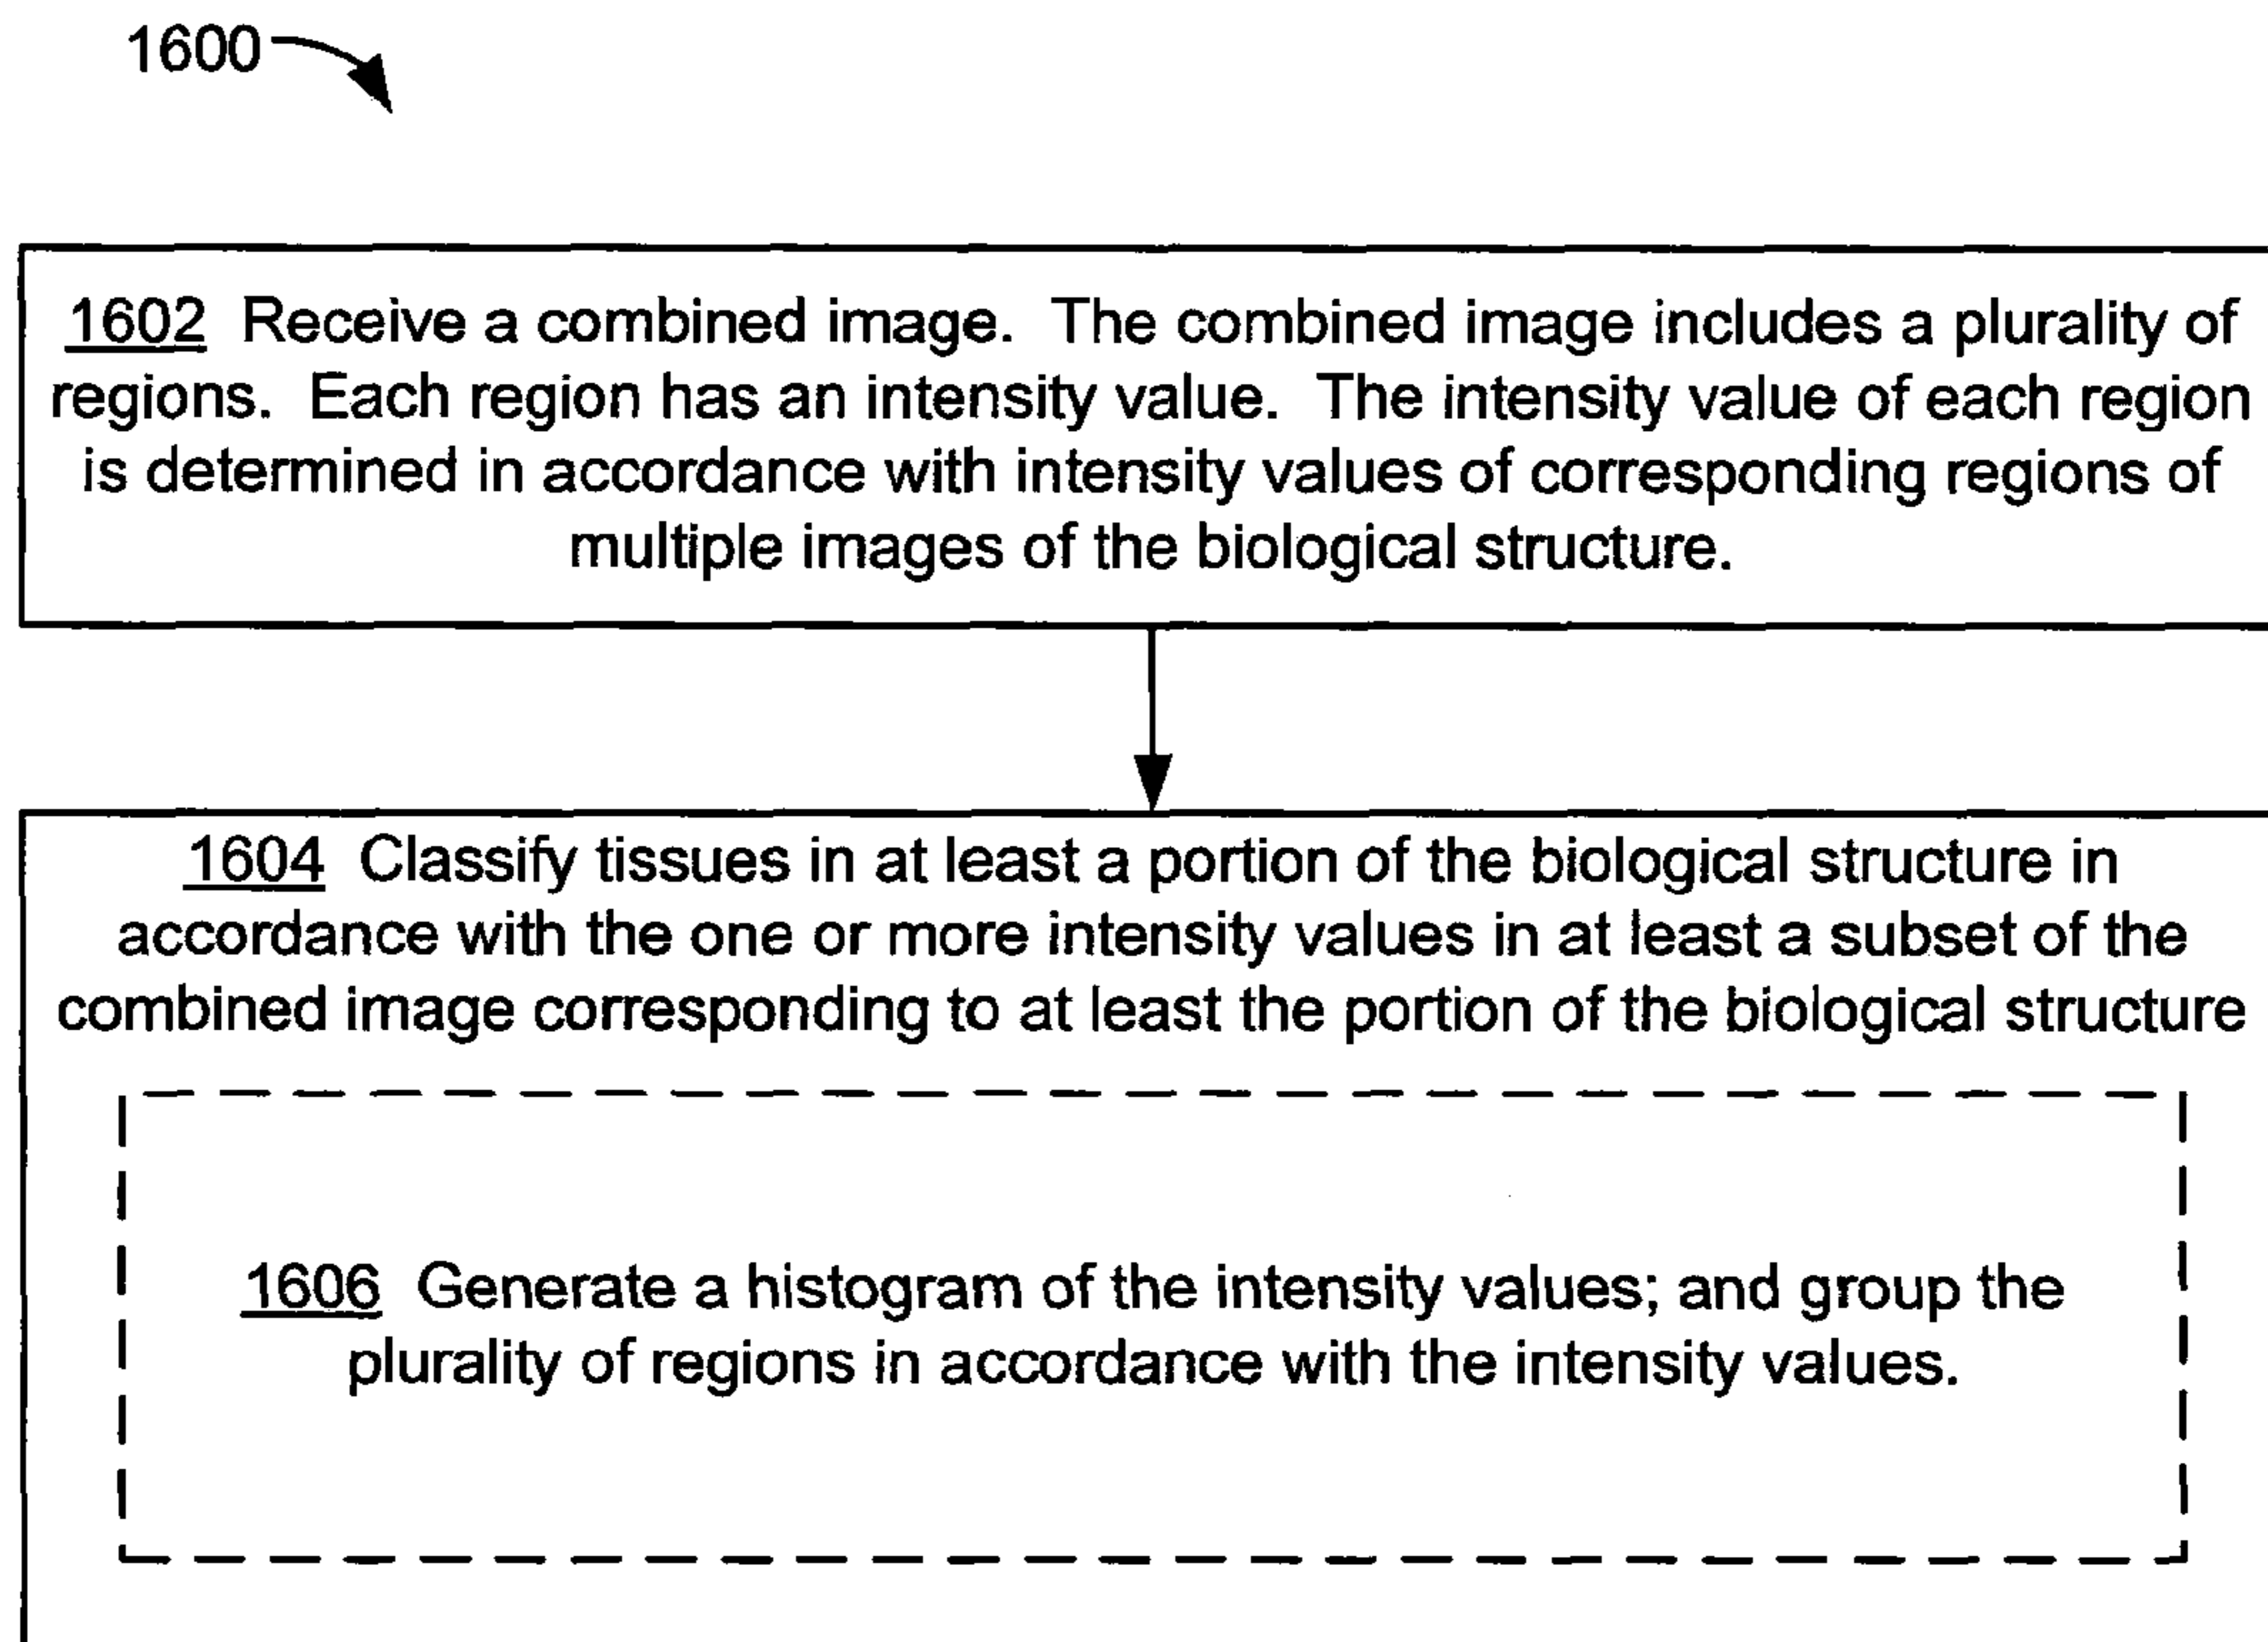 1600
1602 Receive a combined image. The combined image includes a plurality of
regions. Each region has an intensity value. The intensity value of each region
is determined in accordance with intensity values of corresponding regions of
multiple images of the biological structure.
1604 Classify tissues in at least a portion of the biological structure in
accordance with the one or more intensity values in at least a subset of the
combined image corresponding to at least the portion of the biological structure
1606 Generate a histogram of the intensity values; and group the
plurality of regions in accordance with the intensity values.